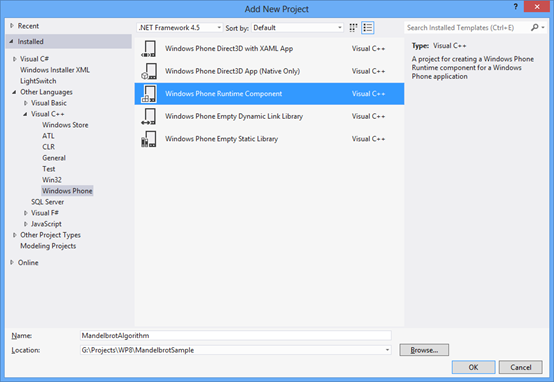 Add New Project
?
Recent
.NET Framework 4.5
Sort by:
Default
Search Installed Templates (Ctrl+E)
Installed
Visual C#
Windows Installer XML
LightSwitch
Other Languages
Visual Basic
Visual C++
Windows Store
ATL
CLR
General
Test
Win32
Windows Phone
SQL Server
Visual F#
JavaScript
Other Project Types
Modeling Projects
Online
Windows Phone Direct3D with XAML App Visual C++
Windows Phone Direct3D App (Native Only) Visual C++
Windows Phone Runtime Component Visual C++
Windows Phone Empty Dynamic Link Library Visual C++
Windows Phone Empty Static Library Visual C++
Type: Visual C++
A project for creating a Windows
Phone Runtime component for a Windows
Phone application
Name: MandelbrotAlgorithm
Location: G:\Projects\WP8\MandelbrotSample
Browse...
OK
Cancel